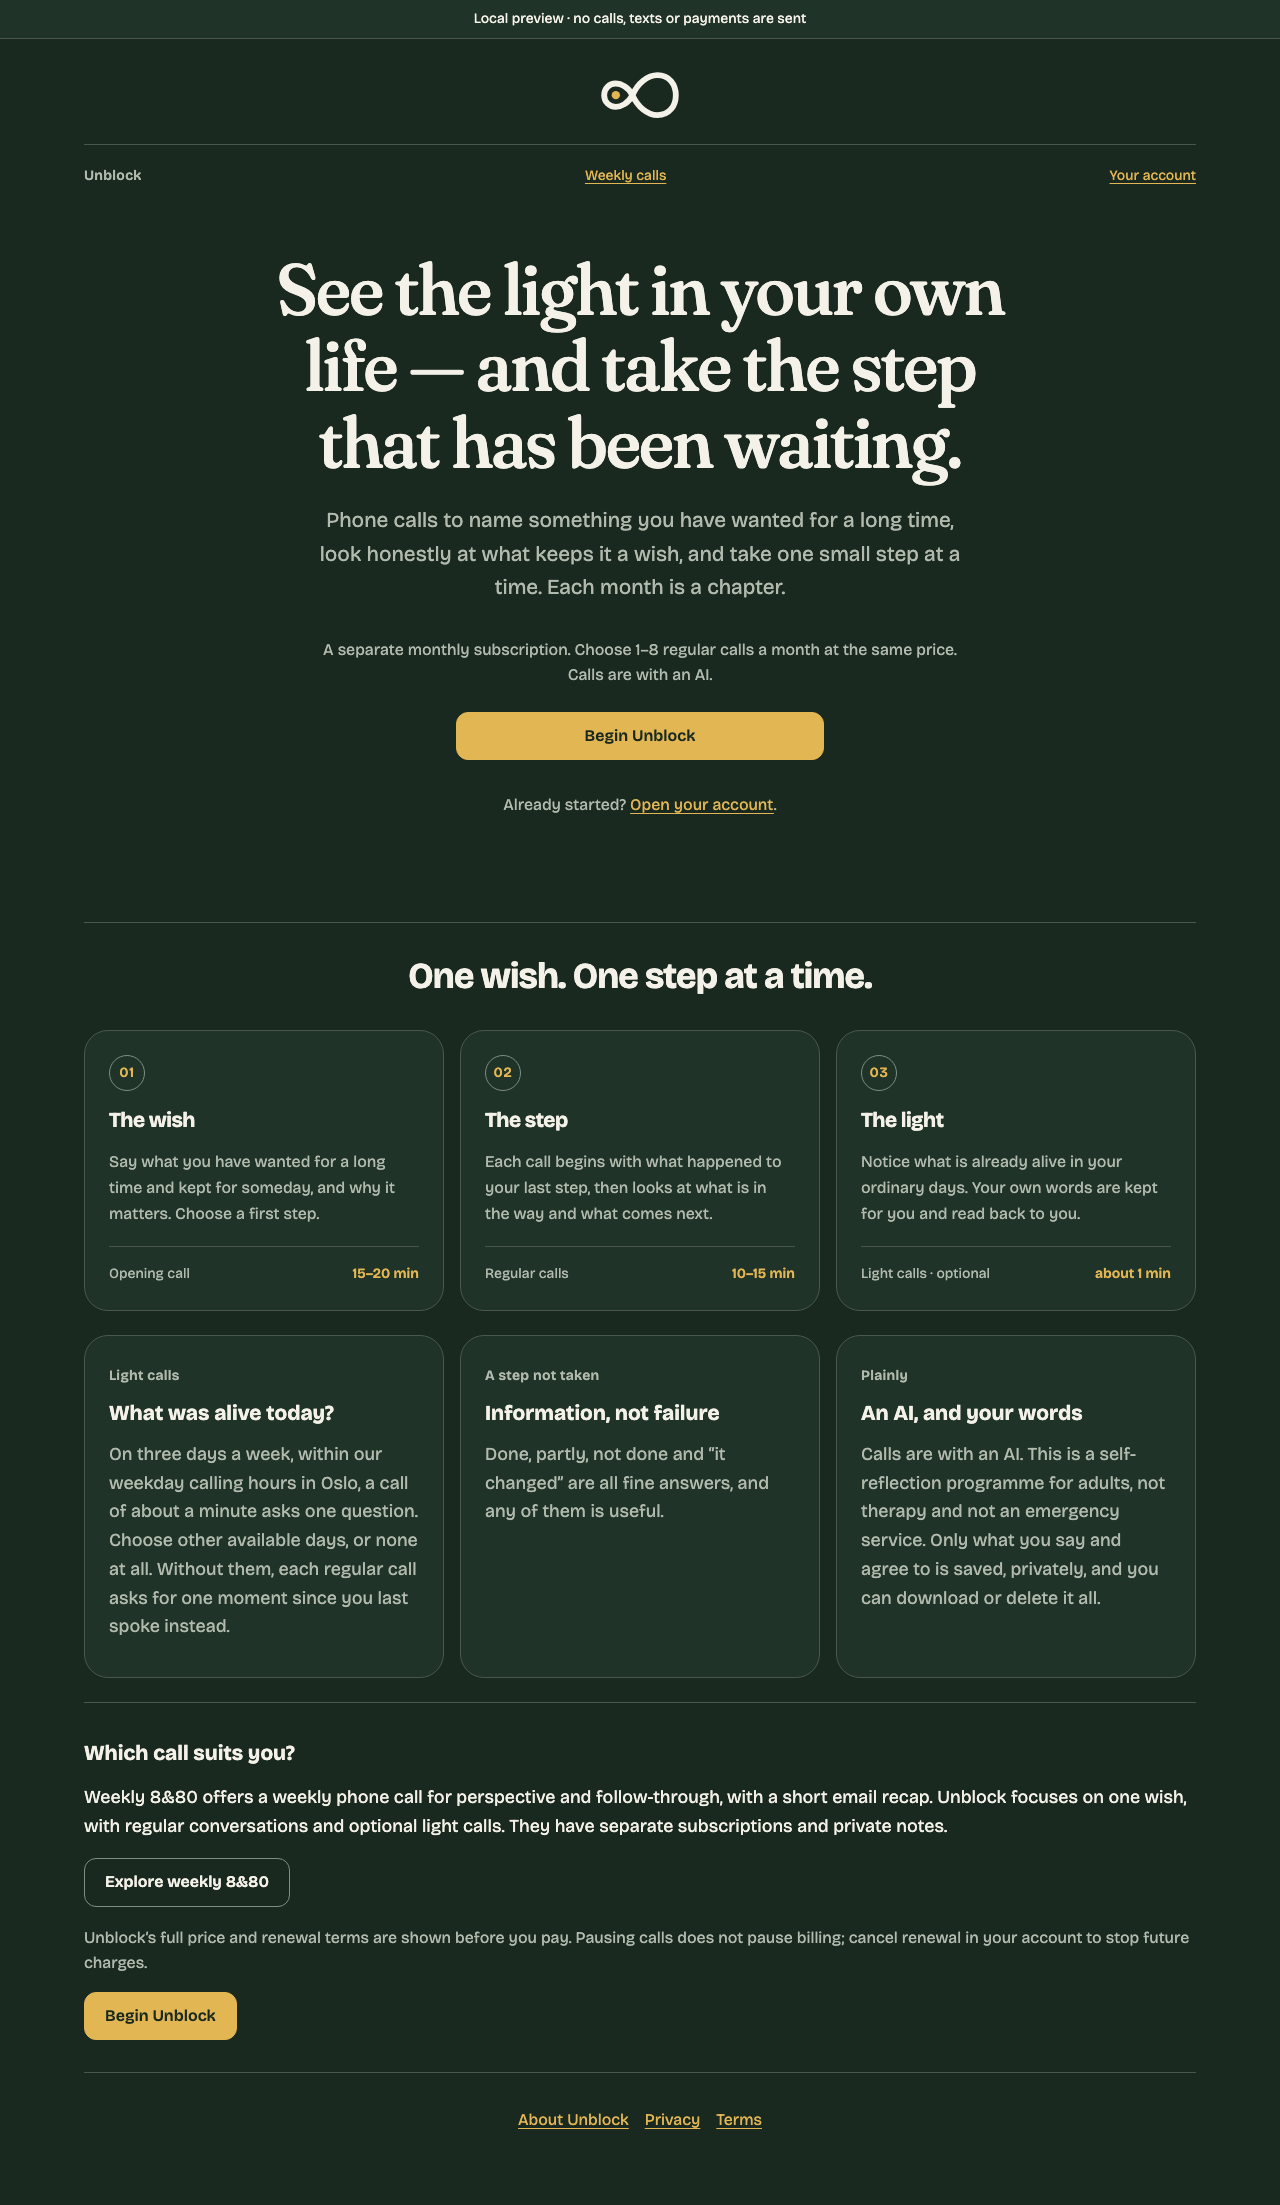 Local preview · no calls, texts or payments are sent
Unblock
Weekly calls
Your account
See the light in your own
life — and take the step
that has been waiting.
Phone calls to name something you have wanted for a long time,
look honestly at what keeps it a wish, and take one small step at a
time. Each month is a chapter.
A separate monthly subscription. Choose 1–8 regular calls a month at the same price.
Calls are with an AI.
Begin Unblock
Already started? Open your account.
One wish. One step at a time.
01
The wish
Say what you have wanted for a long
time and kept for someday, and why it
matters. Choose a first step.
Opening call
15–20 min
02
The step
Each call begins with what happened to
your last step, then looks at what is in
the way and what comes next.
Regular calls
10–15 min
03
The light
Notice what is already alive in your
ordinary days. Your own words are kept
for you and read back to you.
Light calls · optional
about 1 min
Light calls
What was alive today?
On three days a week, within our
weekday calling hours in Oslo, a call
of about a minute asks one question.
Choose other available days, or none
at all. Without them, each regular call
asks for one moment since you last
spoke instead.
A step not taken
Information, not failure
Done, partly, not done and “it
changed” are all fine answers, and
any of them is useful.
Plainly
An AI, and your words
Calls are with an AI. This is a self-
reflection programme for adults, not
therapy and not an emergency
service. Only what you say and
agree to is saved, privately, and you
can download or delete it all.
Which call suits you?
Weekly 8&80 offers a weekly phone call for perspective and follow-through, with a short email recap. Unblock focuses on one wish,
with regular conversations and optional light calls. They have separate subscriptions and private notes.
Explore weekly 8&80
Unblock’s full price and renewal terms are shown before you pay. Pausing calls does not pause billing; cancel renewal in your account to stop future
charges.
Begin Unblock
About Unblock
Privacy
Terms